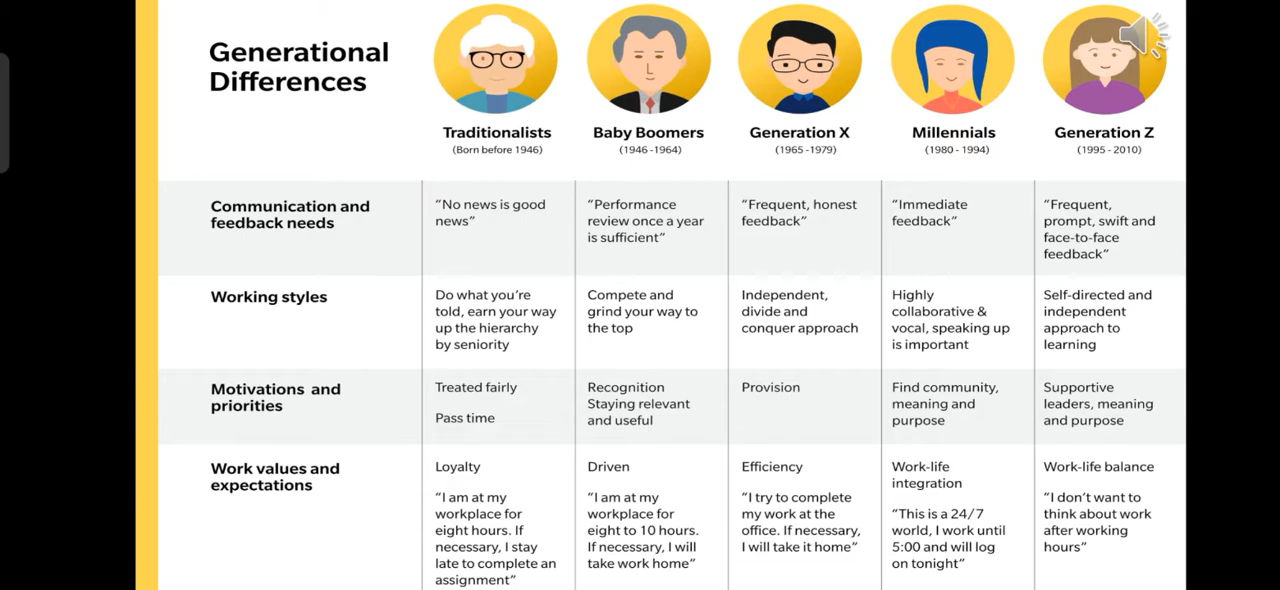 Generational
Differences
Traditionalists
(Born before 1946)
Baby Boomers
(1946 -1964)
Generation X
(1965 -1979)
Millennials
(1980 - 1994)
Generation Z
(1995 - 2010)
Communication and
feedback needs
“No news is good
news”
“Performance
review once a year
is sufficient”
“Frequent, honest
feedback”
“Immediate
feedback”
“Frequent,
prompt, swift and
face-to-face
feedback”
Working styles
Do what you’re
told, earn your way
up the hierarchy
by seniority
Compete and
grind your way to
the top
Independent,
divide and
conquer approach
Highly
collaborative &
vocal, speaking up
is important
Self-directed and
independent
approach to
learning
Motivations and
priorities
Treated fairly
Pass time
Recognition
Staying relevant
and useful
Provision
Find community,
meaning and
purpose
Supportive
leaders, meaning
and purpose
Work values and
expectations
Loyalty
“I am at my
workplace for
eight hours. If
necessary, I stay
late to complete an
assignment”
Driven
“I am at my
workplace for
eight to 10 hours.
If necessary, I will
take work home”
Efficiency
“I try to complete
my work at the
office. If necessary,
I will take it home”
Work-life
integration
“This is a 24/7
world, I work until
5:00 and will log
on tonight”
Work-life balance
“I don’t want to
think about work
after working
hours”